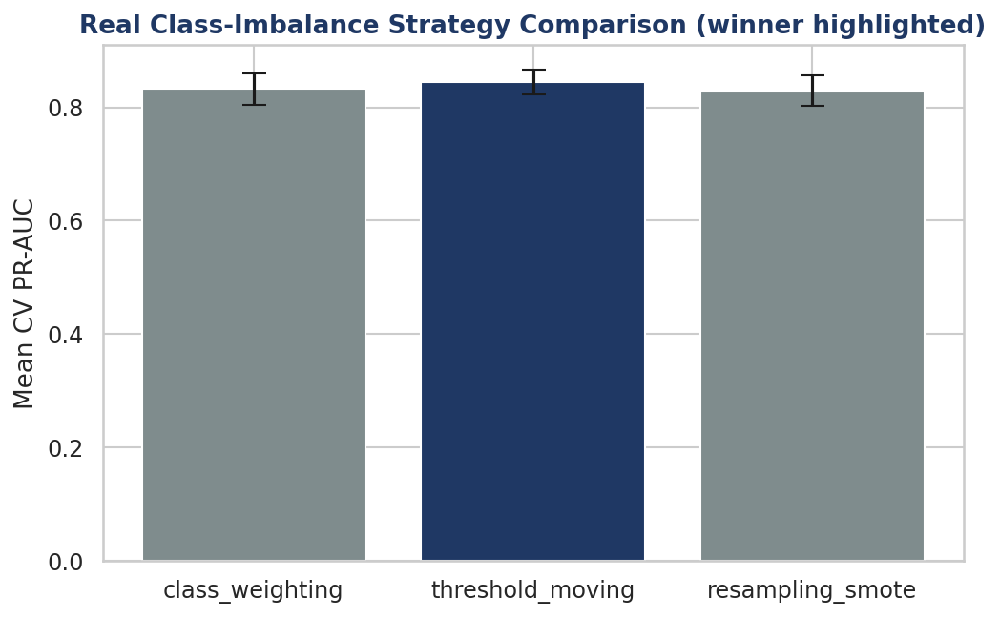 Real Class-Imbalance Strategy Comparison (winner highlighted)
Mean CV PR-AUC
0.8
0.6
0.4
0.2
0.0
class_weighting
threshold_moving
resampling_smote